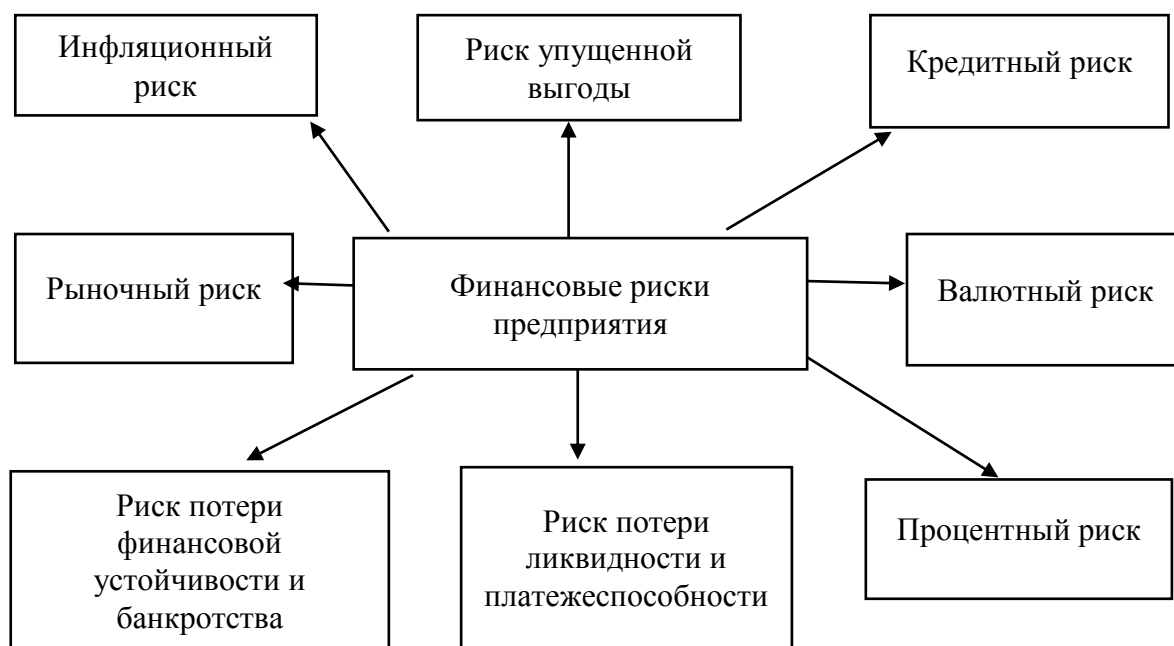 Инфляционный
риск
Риск упущенной
выгоды
Кредитный риск
Рыночный риск
Финансовые риски
предприятия
Валютный риск
Риск потери
финансовой
устойчивости и
банкротства
Риск потери
ликвидности и
платежеспособности
Процентный риск